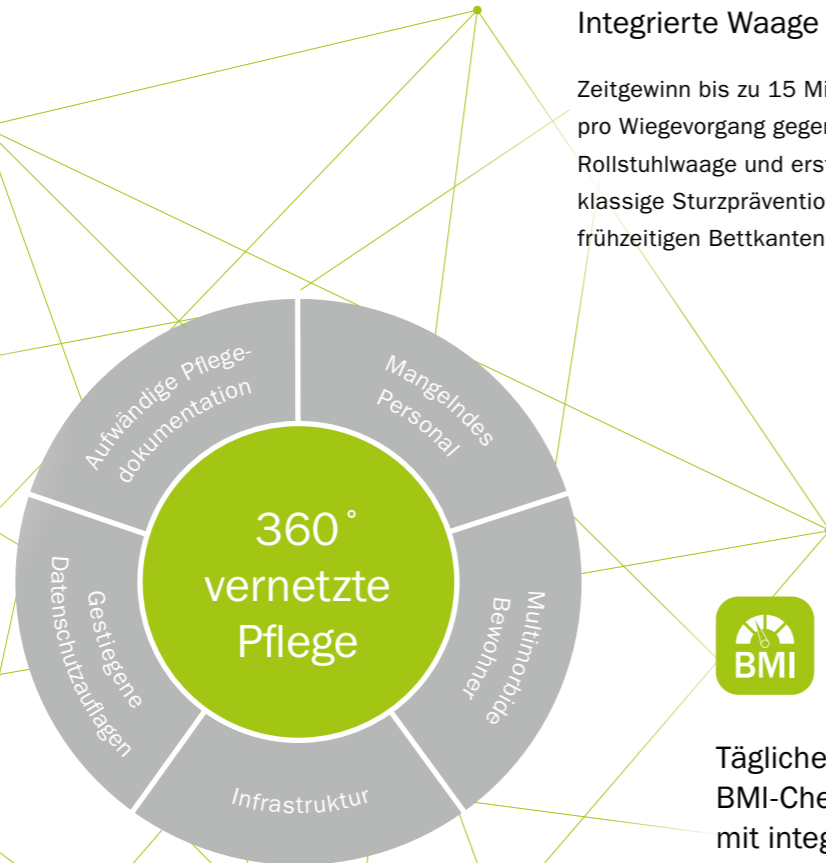 Integrierte Waage
Zeitgewinn bis zu 15 Mi
pro Wiegevorgang gege
Rollstuhlwaage und erst
klassige Sturzpräventio
frühzeitigen Bettkanten
Aufwändige Pflege-
dokumentation
Mangelndes
Personal
360°
vernetzte
Pflege
Gestiegene
Datenschutzauflagen
Multimorbide
Bewohner
Infrastruktur
BMI
Tägliche
BMI-Che
mit integ